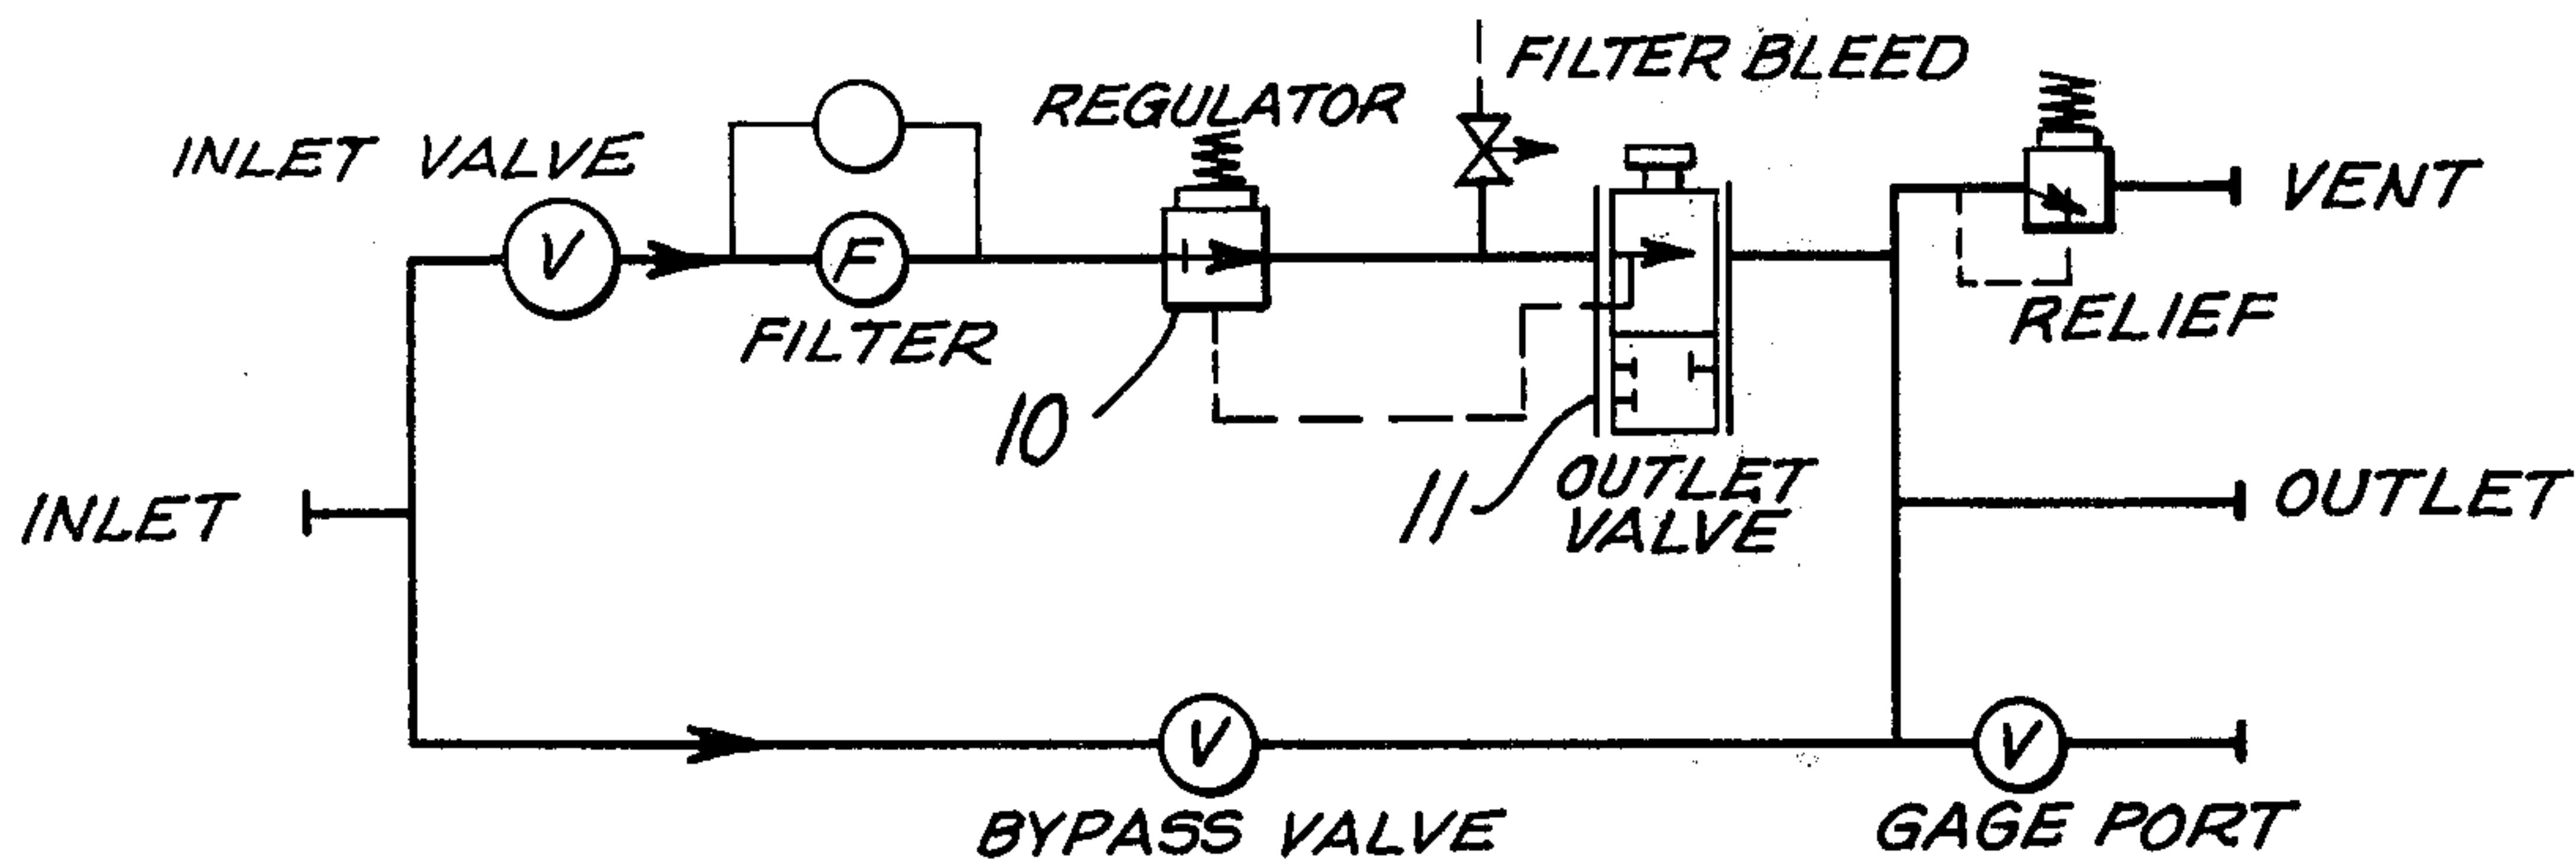 FILTER BLEED
REGULATOR
INLET VALVE
V
F
FILTER
VENT
RELIEF
10
11
OUTLET
VALVE
INLET
OUTLET
V
V
BYPASS VALVE
GAGE PORT